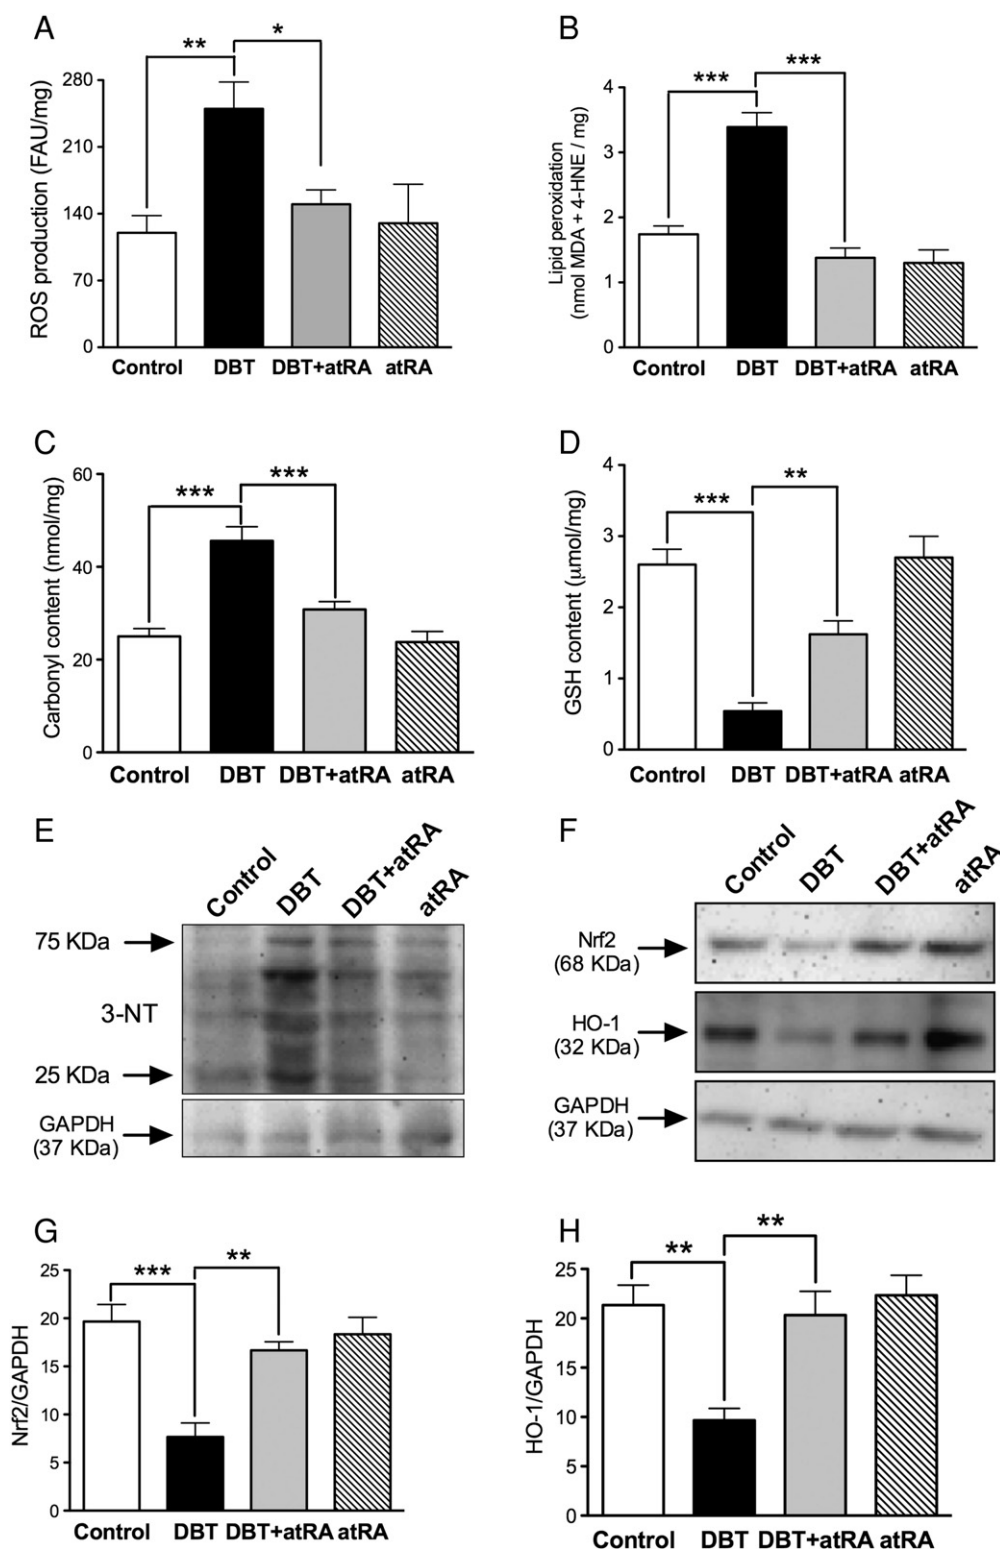 A
ROS production (FAU/mg)
280
210
140
70
0
**
*
Control DBT DBT+atRA atRA
B
Lipid peroxidation
(nmol MDA + 4-HNE / mg)
4
3
2
1
0
***
***
Control DBT DBT+atRA atRA
C
Carbonyl content (nmol/mg)
60
40
20
0
***
***
Control DBT DBT+atRA atRA
D
GSH content (μmol/mg)
4
3
2
1
0
***
**
Control DBT DBT+atRA atRA
E
Control DBT DBT+atRA atRA
75 KDa
3-NT
25 KDa
GAPDH
(37 KDa)
F
Control DBT DBT+atRA atRA
Nrf2
(68 KDa)
HO-1
(32 KDa)
GAPDH
(37 KDa)
G
Nrf2/GAPDH
25
20
15
10
5
0
***
**
Control DBT DBT+atRA atRA
H
HO-1/GAPDH
25
20
15
10
5
0
**
**
Control DBT DBT+atRA atRA